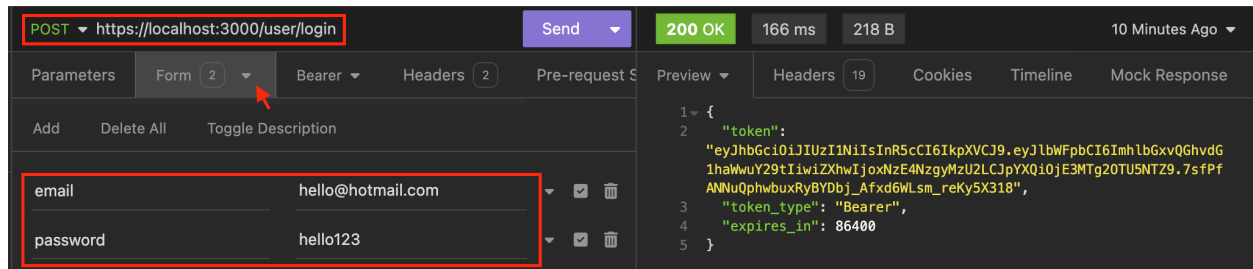 POST https://localhost:3000/user/login Send 200 OK 166 ms 218 B 10 Minutes Ago
Parameters Form 2 Bearer Headers 2 Pre-request S Preview Headers 19 Cookies Timeline Mock Response
Add Delete All Toggle Description
email hello@hotmail.com
password hello123
1 {
2 "token":
"eyJhbGciOiJIUzI1NiIsInR5cCI6IkpXVCJ9.eyJlbWFpbCI6ImhlbGxvQGhvdG
1haWwuY29tIiwiZXhwIjoxNzE4NzgyMzU2LCJpYXQiOjE3MTg2OTU5NTZ9.7sfPf
ANNuQphwbuxRyBYDbj_Afxd6WLsm_reKy5X318",
3 "token_type": "Bearer",
4 "expires_in": 86400
5 }